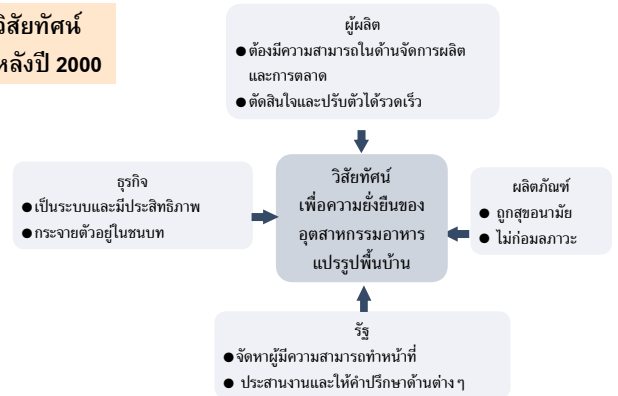 วิสัยทัศน์
หลังปี 2000
ผู้ผลิต
● ต้องมีความสามารถในด้านจัดการผลิต
และการตลาด
● ตัดสินใจและปรับตัวได้รวดเร็ว
ธุรกิจ
● เป็นระบบและมีประสิทธิภาพ
● กระจายตัวอยู่ในชนบท
วิสัยทัศน์
เพื่อความยั่งยืนของ
อุตสาหกรรมอาหาร
แปรรูปพื้นบ้าน
ผลิตภัณฑ์
● ถูกสุขอนามัย
● ไม่ก่อมลภาวะ
รัฐ
● จัดหาผู้มีความสามารถทำหน้าที่
● ประสานงานและให้คำปรึกษาด้านต่าง ๆ